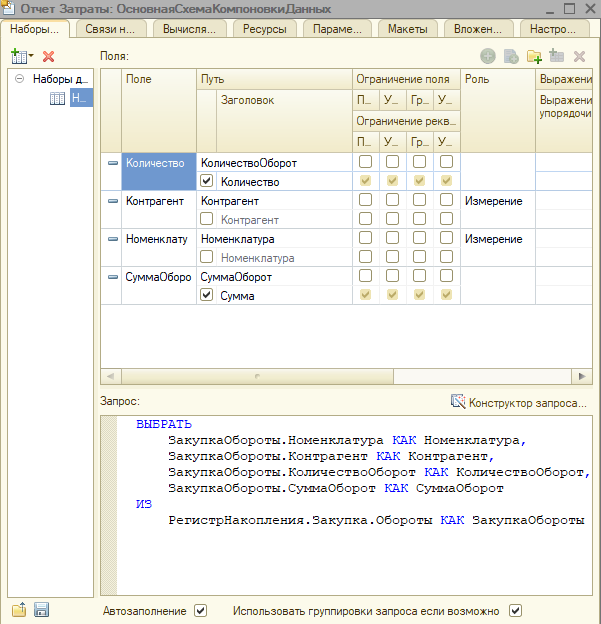 Отчет Затраты: ОсновнаяСхемаКомпоновкиДанных
Наборы... Связи н... Вычисля... Ресурсы Параме... Макеты Вложен... Настро...
Поля:
Наборы д...
Н...
Поле Путь Ограничение поля Роль Выражени
Заголовок П... У... Гр... У... Выражени
упорядочи
Ограничение рекв...
П... У... Гр... У...
Количество КоличествоОборот
Количество
Контрагент Контрагент Измерение
Контрагент
Номенклату Номенклатура Измерение
Номенклатура
СуммаОборо СуммаОборот
Сумма
Запрос: Конструктор запроса...
ВЫБРАТЬ
ЗакупкаОбороты.Номенклатура КАК Номенклатура,
ЗакупкаОбороты.Контрагент КАК Контрагент,
ЗакупкаОбороты.КоличествоОборот КАК КоличествоОборот,
ЗакупкаОбороты.СуммаОборот КАК СуммаОборот
ИЗ
РегистрНакопления.Закупка.Обороты КАК ЗакупкаОбороты
Автозаполнение Использовать группировки запроса если возможно